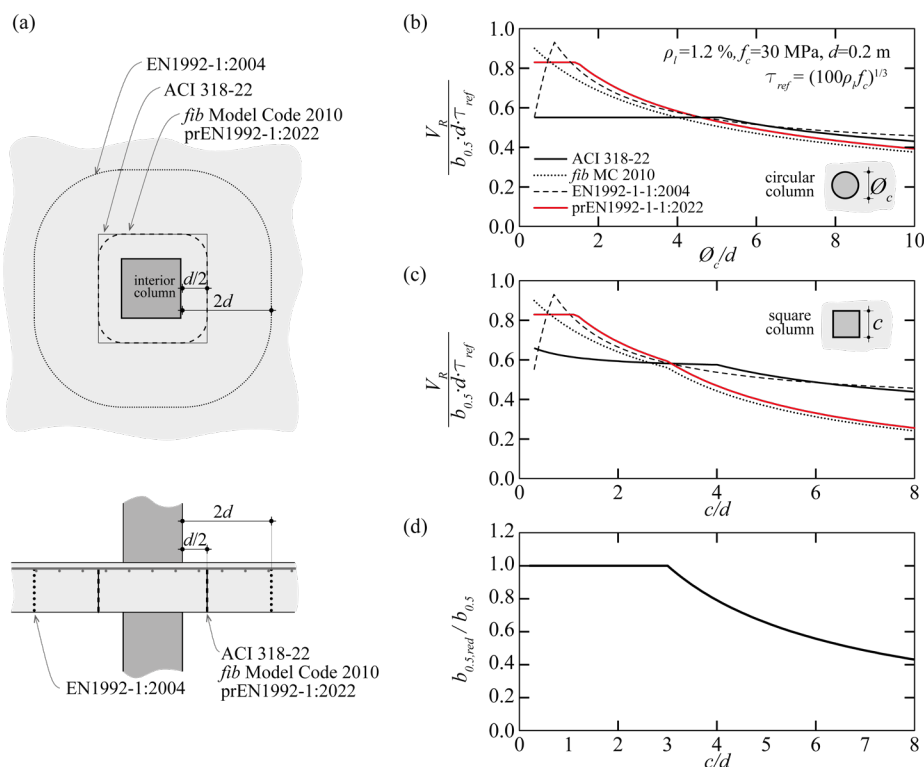 (a)
EN1992-1:2004
ACI 318-22
fib Model Code 2010
prEN1992-1:2022
interior
column
d/2
2d
2d
d/2
ACI 318-22
fib Model Code 2010
prEN1992-1:2022
EN1992-1:2004
(b)
V_R
b_0.5 d·τ_ref
1.0
0.8
0.6
0.4
0.2
0.0
ρ_l=1.2 %, f_c=30 MPa, d=0.2 m
τ_ref = (100ρ_l f_c)^1/3
ACI 318-22
fib MC 2010
EN1992-1-1:2004
prEN1992-1-1:2022
circular
column
Ø_c
0 2 4 6 8 10
Ø_c/d
(c)
V_R
b_0.5 d·τ_ref
1.0
0.8
0.6
0.4
0.2
0.0
square
column
c
0 2 4 6 8
c/d
(d)
b_0.5,red / b_0.5
1.2
1.0
0.8
0.6
0.4
0.2
0.0
0 1 2 3 4 5 6 7 8
c/d